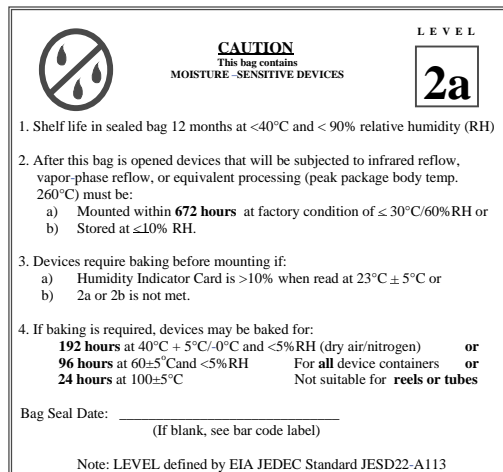 LEVEL
CAUTION
This bag contains
MOISTURE –SENSITIVE DEVICES
2a
1. Shelf life in sealed bag 12 months at <40°C and < 90% relative humidity (RH)
2. After this bag is opened devices that will be subjected to infrared reflow,
vapor-phase reflow, or equivalent processing (peak package body temp.
260°C) must be:
a) Mounted within 672 hours at factory condition of ≤ 30°C/60%RH or
b) Stored at ≤10% RH.
3. Devices require baking before mounting if:
a) Humidity Indicator Card is >10% when read at 23°C ± 5°C or
b) 2a or 2b is not met.
4. If baking is required, devices may be baked for:
192 hours at 40°C + 5°C/-0°C and <5%RH (dry air/nitrogen) or
96 hours at 60±5°Cand <5%RH For all device containers or
24 hours at 100±5°C Not suitable for reels or tubes
Bag Seal Date: ____________________________
(If blank, see bar code label)
Note: LEVEL defined by EIA JEDEC Standard JESD22-A113